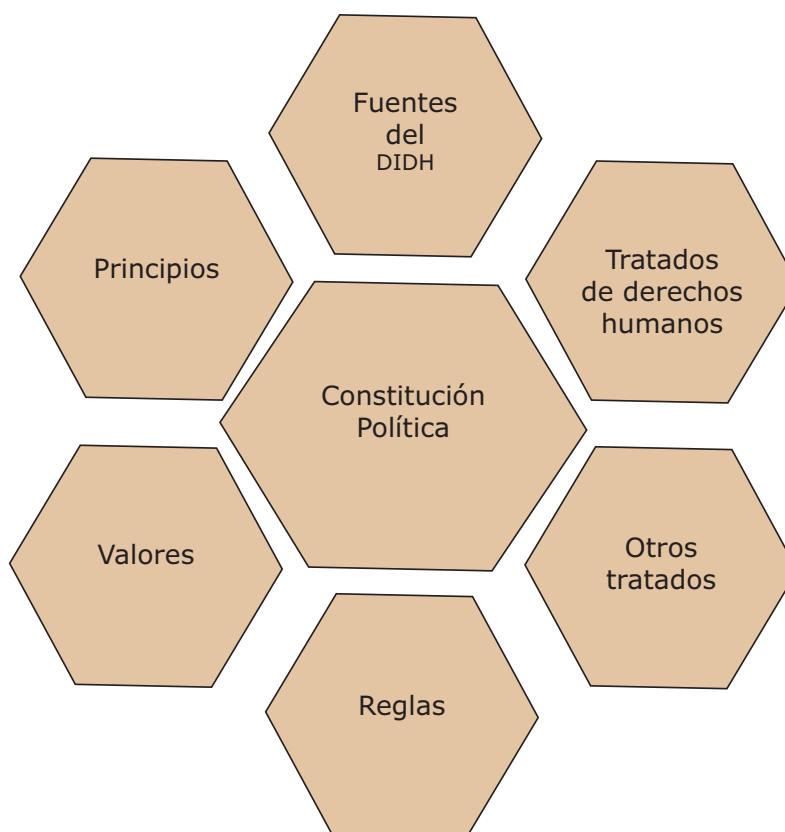 Fuentes
del
DIDH
Principios
Tratados
de derechos
humanos
Constitución
Política
Valores
Otros
tratados
Reglas